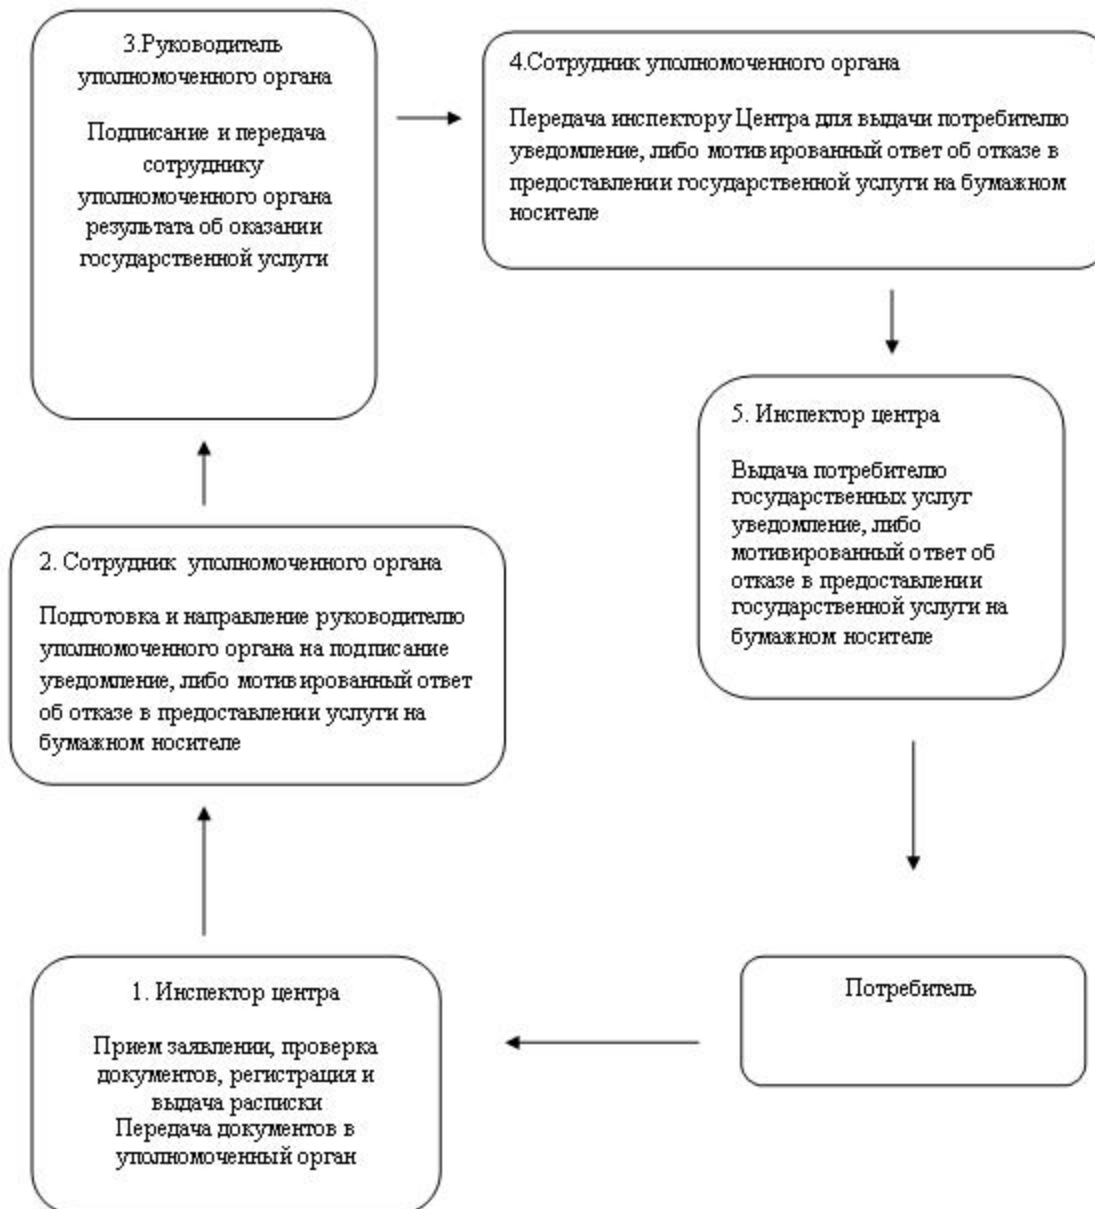 3.Руководитель
уполномоченного органа
Подписание и передача
сотруднику
уполномоченного органа
результата об оказании
государственной услуги
4.Сотрудник уполномоченного органа
Передача инспектору Центра для выдачи потребителю
уведомление, либо мотивированный ответ об отказе в
предоставлении государственной услуги на бумажном
носителе
5. Инспектор центра
Выдача потребителю
государственных услуг
уведомление, либо
мотивированный ответ об
отказе в предоставлении
государственной услуги на
бумажном носителе
2. Сотрудник уполномоченного органа
Подготовка и направление руководителю
уполномоченного органа на подписание
уведомление, либо мотивированный ответ
об отказе в предоставлении услуги на
бумажном носителе
1. Инспектор центра
Прием заявлении, проверка
документов, регистрация и
выдача расписки
Передача документов в
уполномоченный орган
Потребитель